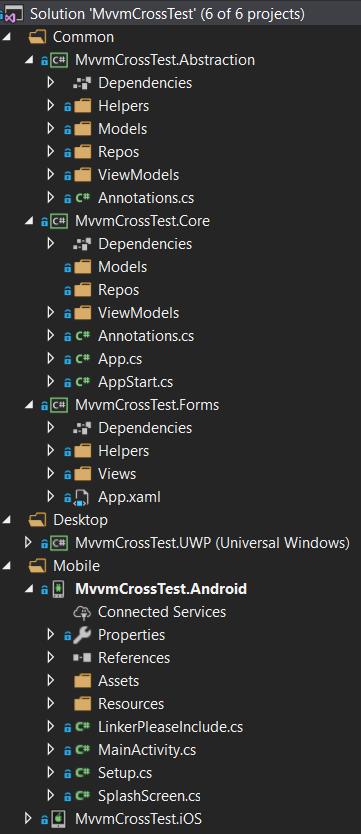 Solution 'MvvmCrossTest' (6 of 6 projects)
Common
C# MvvmCrossTest.Abstraction
Dependencies
Helpers
Models
Repos
ViewModels
C# Annotations.cs
C# MvvmCrossTest.Core
Dependencies
Models
Repos
ViewModels
C# Annotations.cs
C# App.cs
C# AppStart.cs
C# MvvmCrossTest.Forms
Dependencies
Helpers
Views
App.xaml
Desktop
C# MvvmCrossTest.UWP (Universal Windows)
Mobile
MvvmCrossTest.Android
Connected Services
Properties
References
Assets
Resources
C# LinkerPleaseInclude.cs
C# MainActivity.cs
C# Setup.cs
C# SplashScreen.cs
MvvmCrossTest.iOS